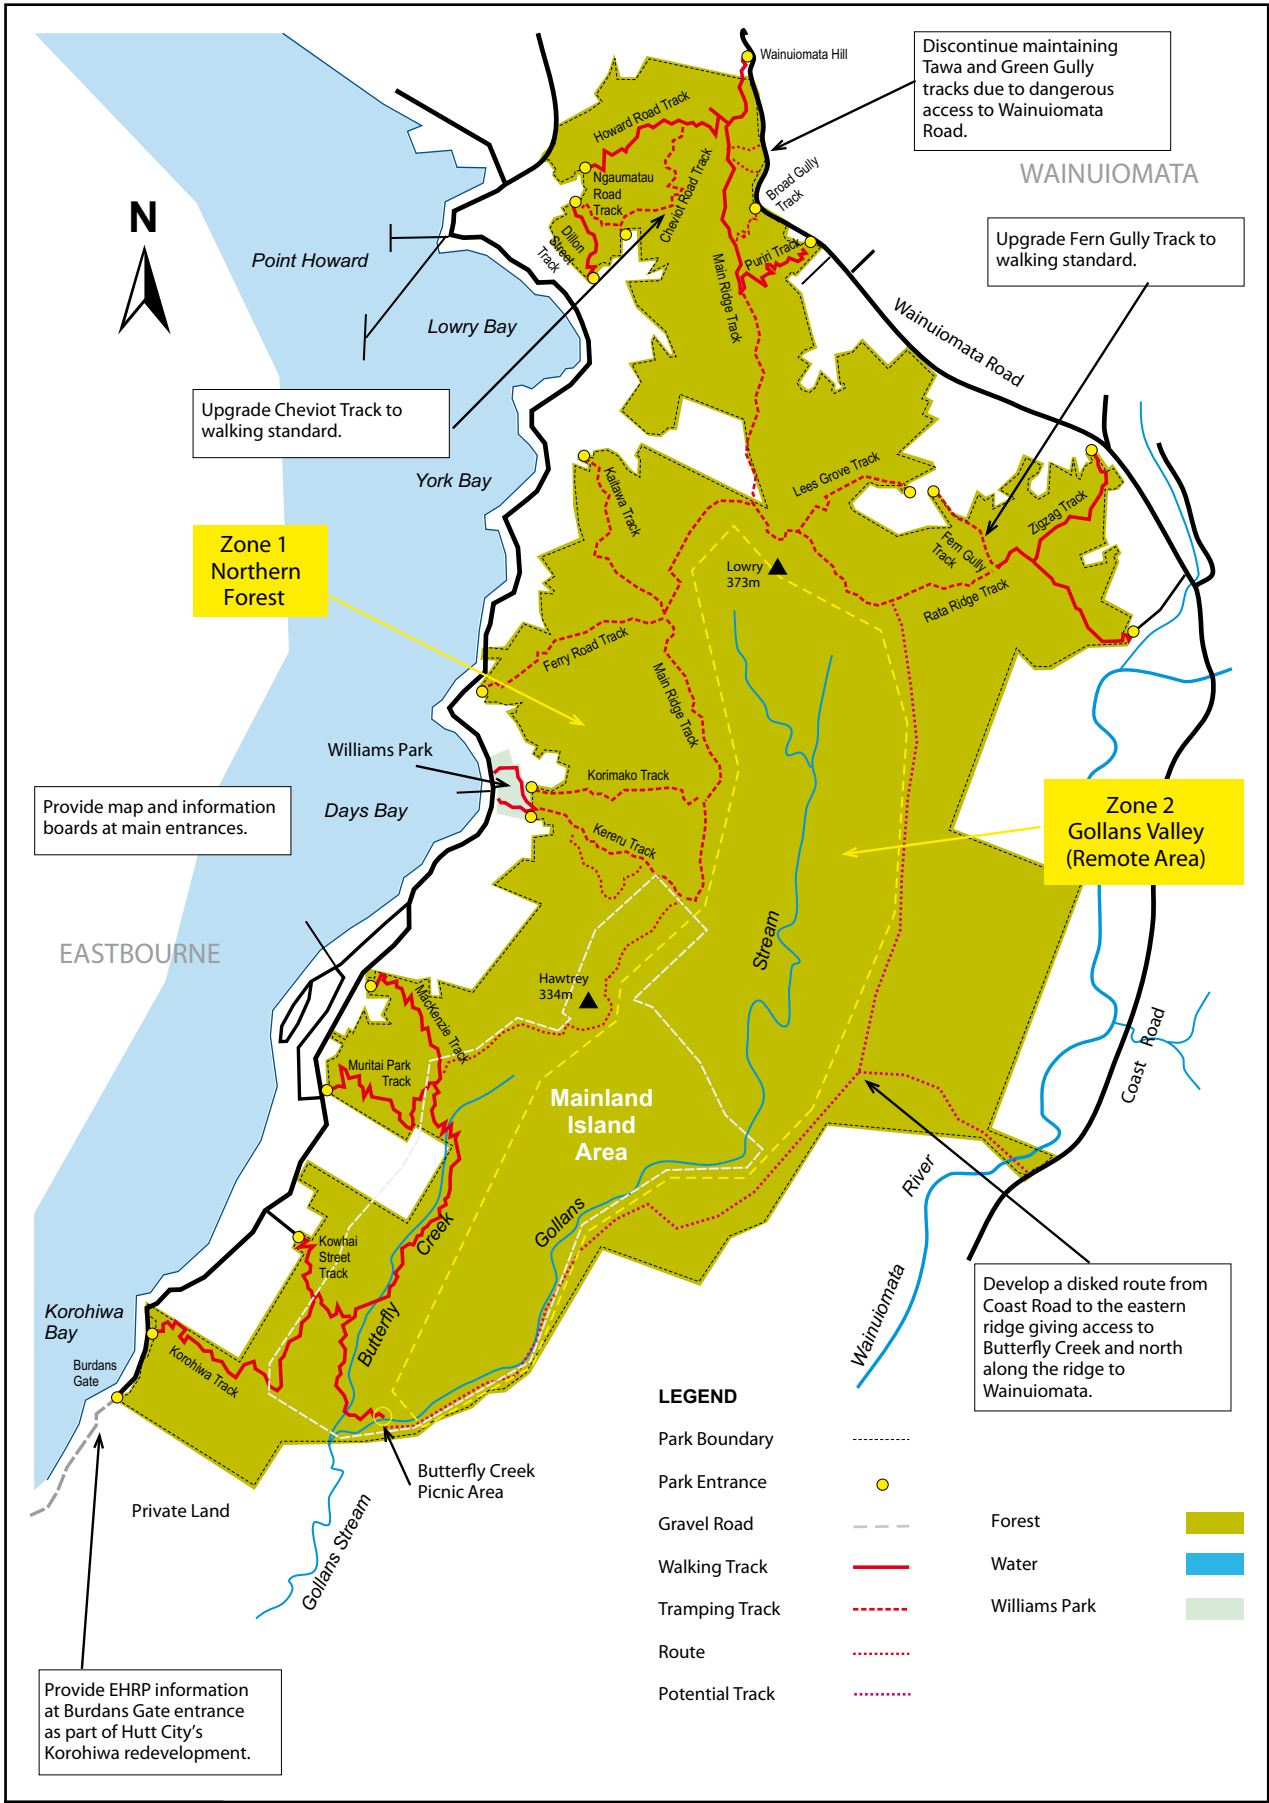 Wainuiomata Hill
Discontinue maintaining
Tawa and Green Gully
tracks due to dangerous
access to Wainuiomata
Road.
WAINUIOMATA
Howard Road Track
Ngaumatau
Road
Track
Cheviot Road Track
Broad Gully
Track
Dillon
Street
Track
Puriri Track
Main Ridge Track
N
Point Howard
Lowry Bay
Upgrade Fern Gully Track to
walking standard.
Wainuiomata Road
Upgrade Cheviot Track to
walking standard.
York Bay
Kaitawa Track
Lees Grove Track
Zigzag Track
Fern Gully
Track
Rata Ridge Track
Zone 1
Northern
Forest
Lowry
373m
Ferry Road Track
Main Ridge Track
Williams Park
Days Bay
Korimako Track
Kereru Track
Provide map and information
boards at main entrances.
Zone 2
Gollans Valley
(Remote Area)
EASTBOURNE
Stream
Hawtrey
334m
MacKenzie Track
Muritai Park
Track
Mainland
Island
Area
Coast Road
River
Gollans
Creek
Kowhai
Street
Track
Wainuiomata
Butterfly
Korohiwa
Bay
Burdans
Gate
Korohiwa Track
Develop a disked route from
Coast Road to the eastern
ridge giving access to
Butterfly Creek and north
along the ridge to
Wainuiomata.
Butterfly Creek
Picnic Area
Private Land
Gollans Stream
LEGEND
Park Boundary
Park Entrance
Gravel Road
Walking Track
Tramping Track
Route
Potential Track
Forest
Water
Williams Park
Provide EHRP information
at Burdans Gate entrance
as part of Hutt City’s
Korohiwa redevelopment.